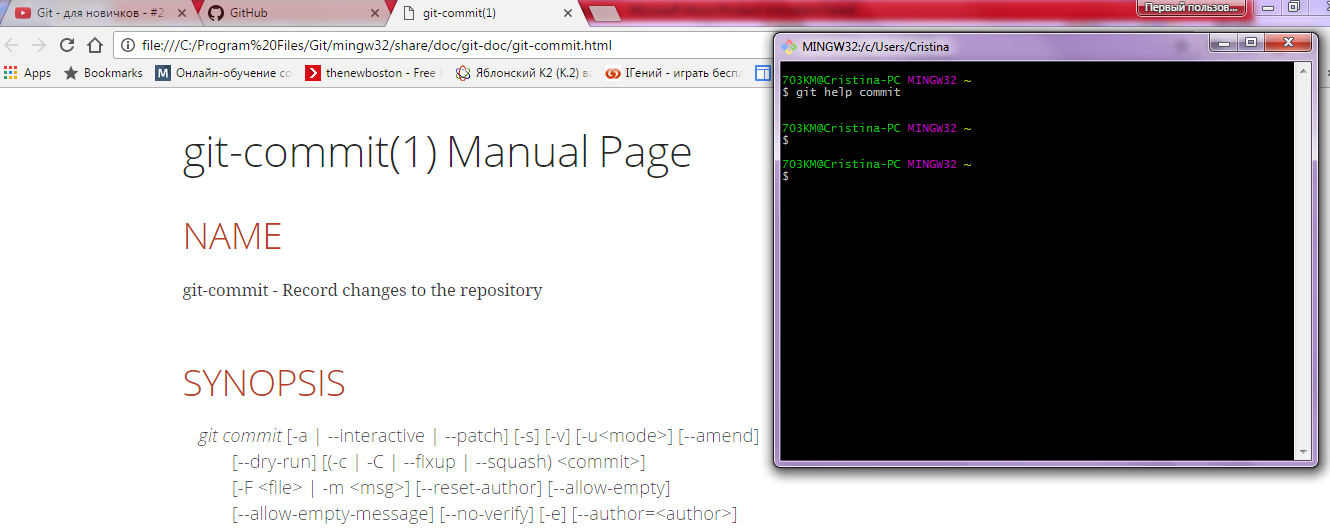 Git - для новичков - #2
GitHub
git-commit(1)
Первый пользов...
file:///C:/Program%20Files/Git/mingw32/share/doc/git-doc/git-commit.html
Apps
Bookmarks
Онлайн-обучение со
thenewboston - Free
Яблонский К2 (К.2) в
IГений - играть бесп
git-commit(1) Manual Page
NAME
git-commit - Record changes to the repository
SYNOPSIS
git commit [-a | --interactive | --patch] [-s] [-v] [-u<mode>] [--amend]
[--dry-run] [(-c | -C | --fixup | --squash) <commit>]
[-F <file> | -m <msg>] [--reset-author] [--allow-empty]
[--allow-empty-message] [--no-verify] [-e] [--author=<author>]
MINGW32:/c/Users/Cristina
703KM@Cristina-PC MINGW32 ~
$ git help commit
703KM@Cristina-PC MINGW32 ~
$
703KM@Cristina-PC MINGW32 ~
$